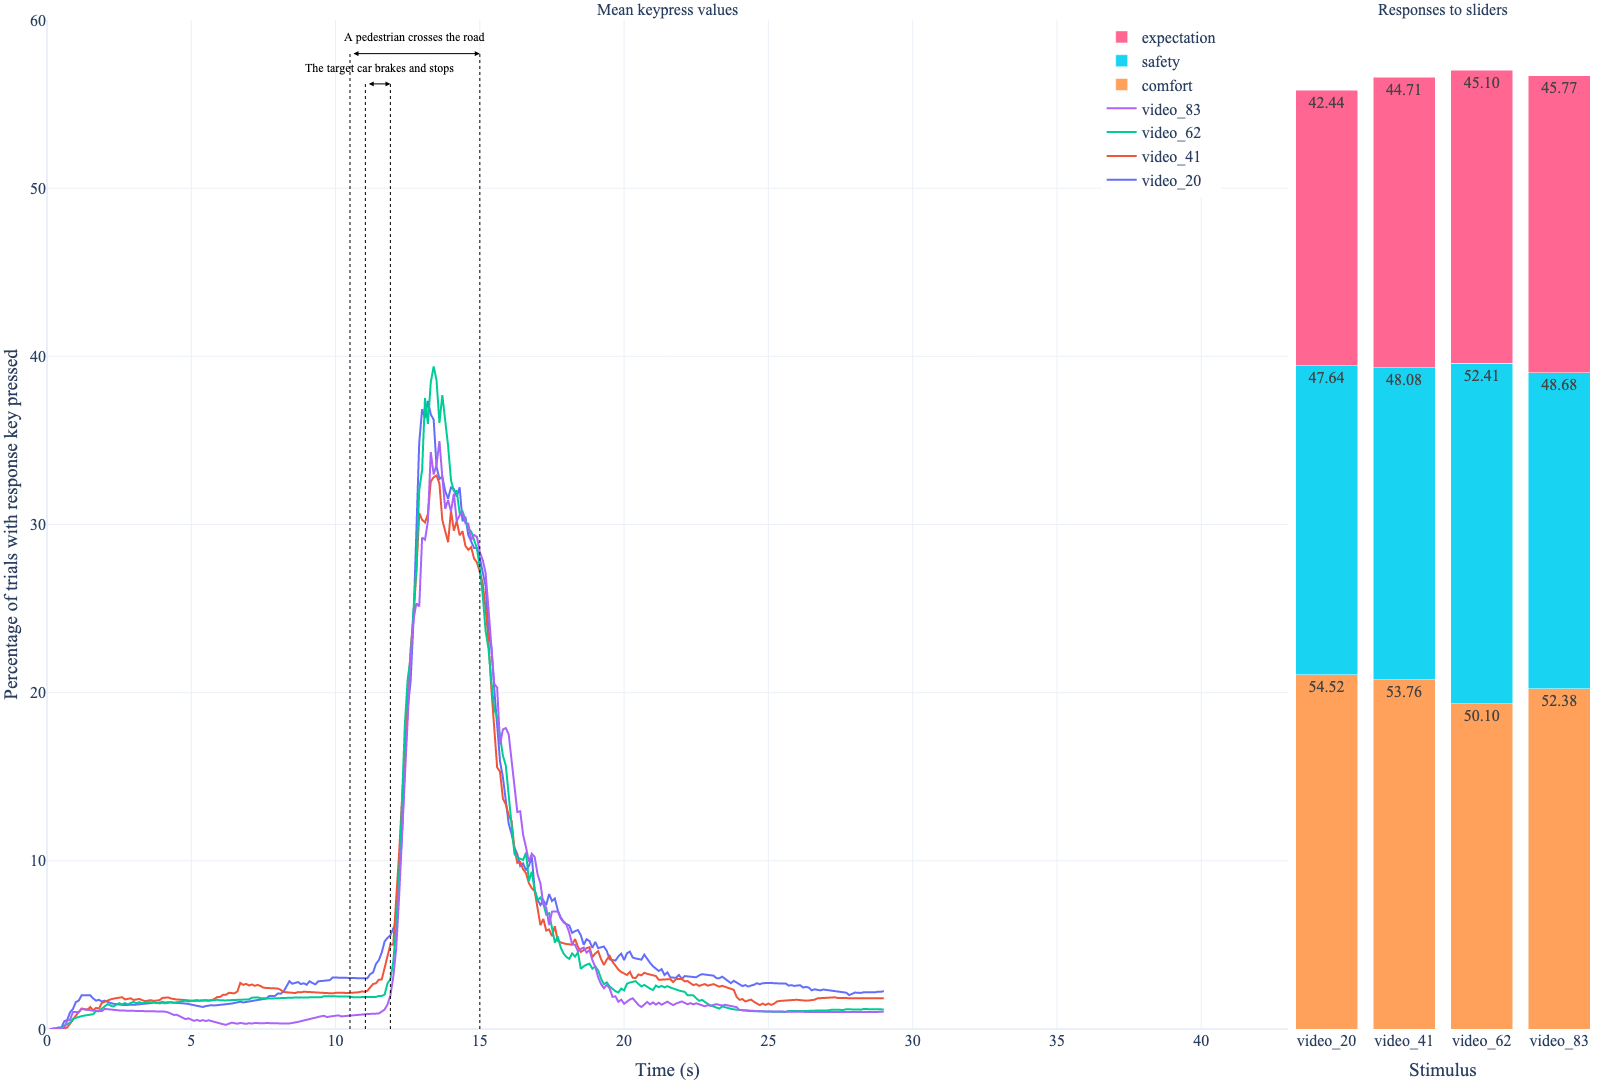 Mean keypress values
Responses to sliders
A pedestrian crosses the road
The target car brakes and stops
expectation
safety
comfort
video_83
video_62
video_41
video_20
Percentage of trials with response key pressed
60
50
40
30
20
10
0
0 5 10 15 20 25 30 35 40
Time (s)
42.44 44.71 45.10 45.77
47.64 48.08 52.41 48.68
54.52 53.76 50.10 52.38
video_20 video_41 video_62 video_83
Stimulus